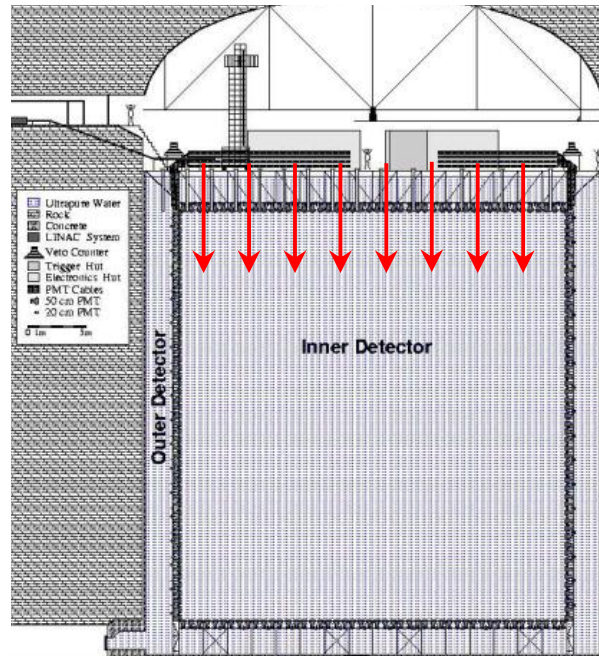 Ultrapure Water
Rock
Concrete
LINAC System
Veto Counter
Trigger Hut
Electronics Hut
PMT Cables
50 cm PMT
20 cm PMT
0 1m 5m
Outer Detector
Inner Detector